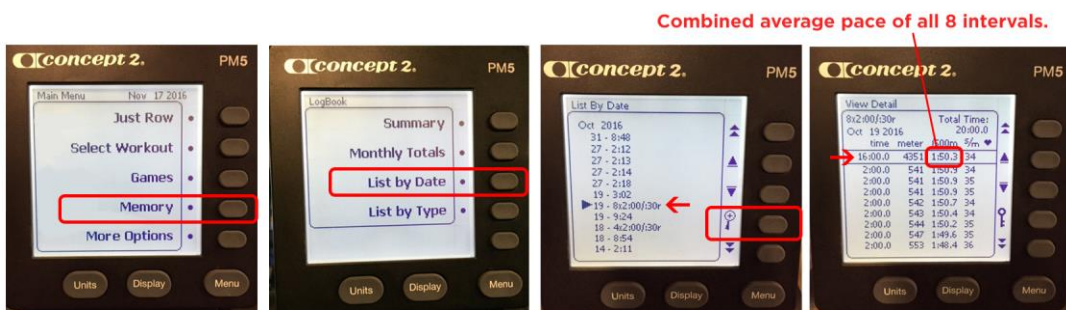 Combined average pace of all 8 intervals.
concept 2. PM5
Main Menu Nov 17 2016
Just Row
Select Workout
Games
Memory
More Options
Units Display Menu
concept 2. PM5
LogBook
Summary
Monthly Totals
List by Date
List by Type
Units Display Menu
concept 2. PM5
List By Date
Oct 2016
31 - 8:48
27 - 2:12
27 - 2:13
27 - 2:14
27 - 2:18
19 - 3:02
19 - 8x2:00/:30r
19 - 9:24
18 - 4x2:00/:30r
18 - 8:54
14 - 2:11
Units Display Menu
concept 2. PM5
View Detail
8x2:00/:30r Total Time:
Oct 19 2016 20:00.0
time meter /500m s/m
16:00.0 4351 1:50.3 34
2:00.0 541 1:50.9 34
2:00.0 541 1:50.9 35
2:00.0 541 1:50.9 35
2:00.0 542 1:50.7 34
2:00.0 543 1:50.4 34
2:00.0 544 1:50.2 35
2:00.0 547 1:49.6 35
2:00.0 553 1:48.4 36
Units Display Menu